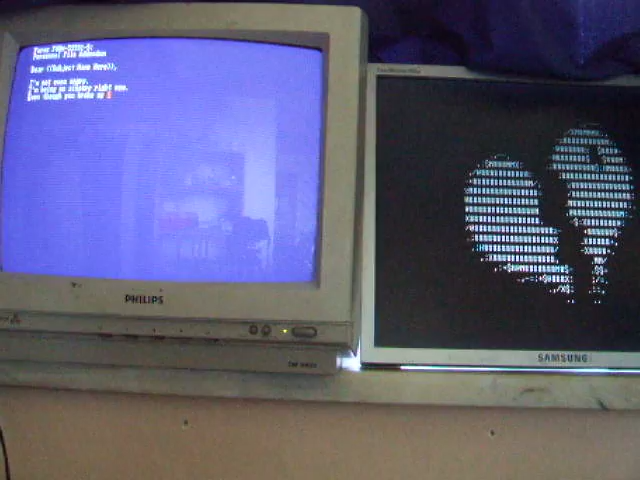 Personnel File Addendum
Dear ((Subject Name Here)),
I'm not even angry.
I'm being so sincere right now.
Even though you broke my
PHILIPS
SAMSUNG